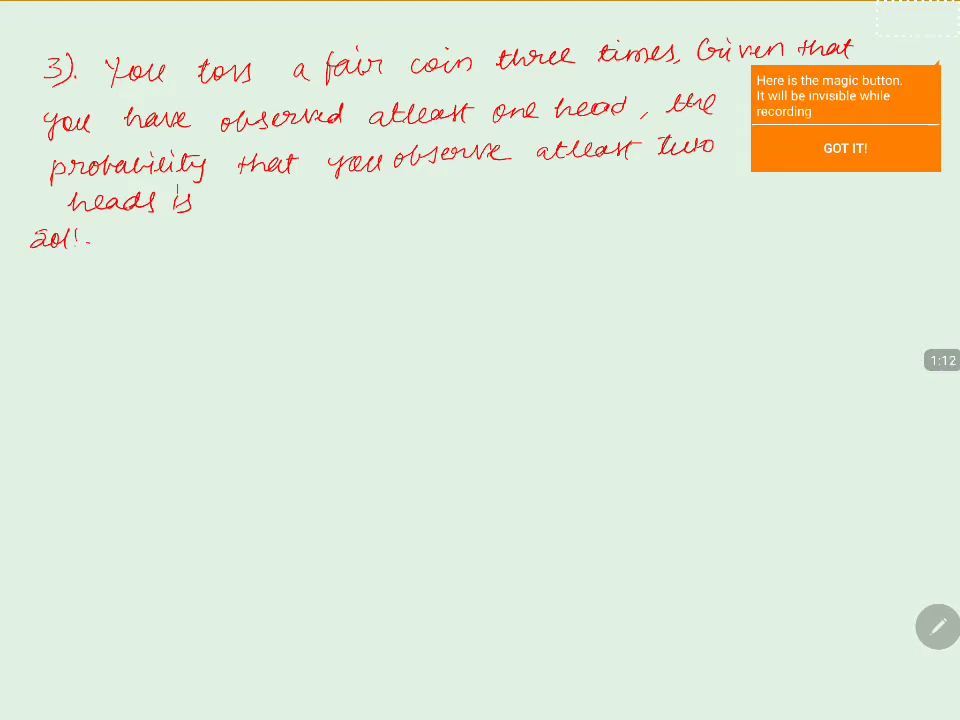 3). You toss a fair coin three times. Given that
you have observed atleast one head, the
probability that you observe atleast two
heads is
Sol:.
Here is the magic button.
It will be invisible while
recording
GOT IT!
1:12